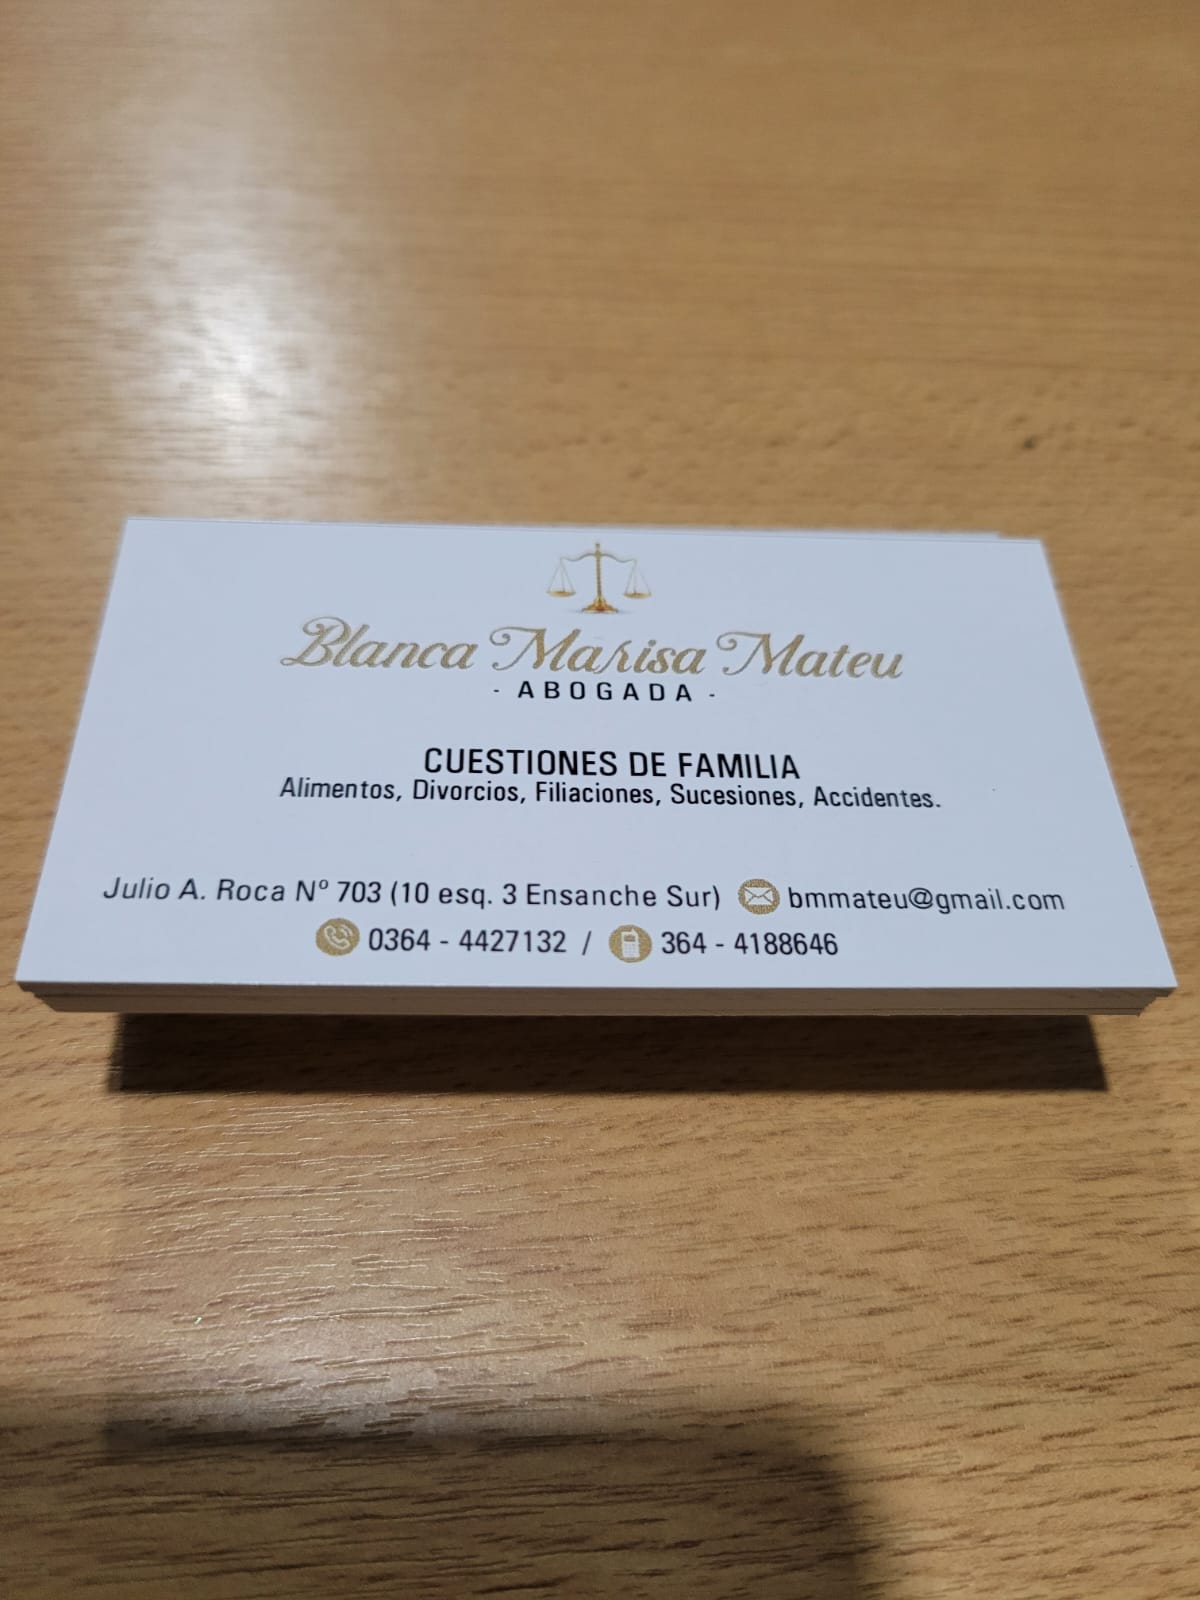 Blanca Marisa Mateu
- ABOGADA -
CUESTIONES DE FAMILIA
Alimentos, Divorcios, Filiaciones, Sucesiones, Accidentes.
Julio A. Roca Nº 703 (10 esq. 3 Ensanche Sur) bmmateu@gmail.com
0364 - 4427132 / 364 - 4188646